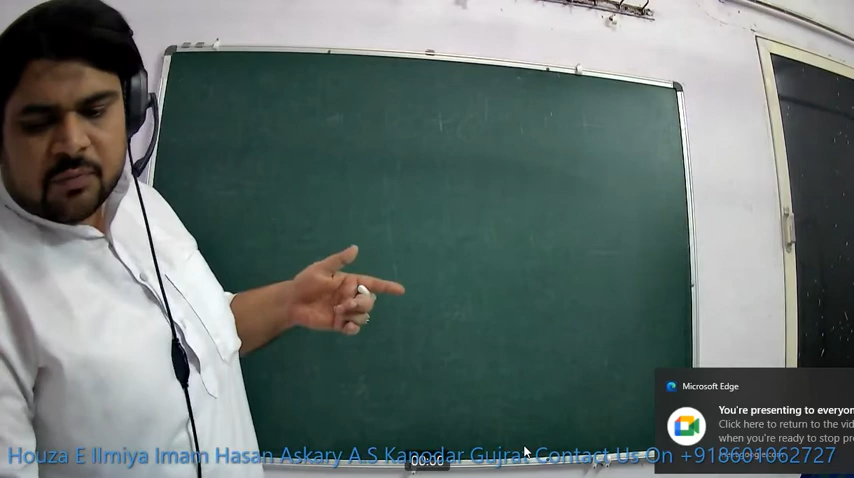 Microsoft Edge
You're presenting to everyon
Click here to return to the vid
when you're ready to stop pre
Houza E Ilmiya Imam Hasan Askary A.S Kanodar Gujrat Contact Us On +918601062727
00:00